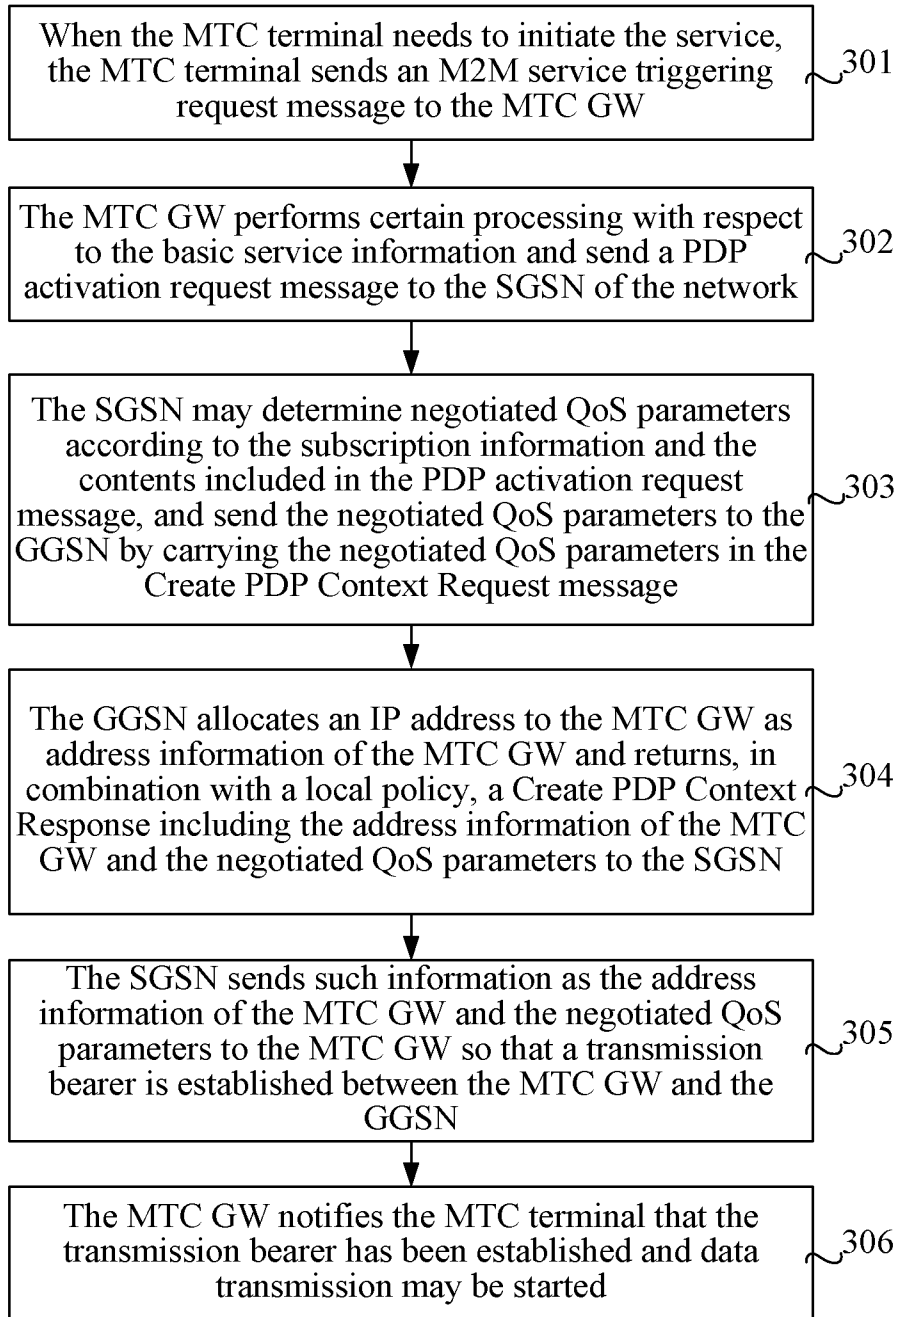 When the MTC terminal needs to initiate the service,
the MTC terminal sends an M2M service triggering
request message to the MTC GW
301
The MTC GW performs certain processing with respect
to the basic service information and send a PDP
activation request message to the SGSN of the network
302
The SGSN may determine negotiated QoS parameters
according to the subscription information and the
contents included in the PDP activation request
message, and send the negotiated QoS parameters to the
GGSN by carrying the negotiated QoS parameters in the
Create PDP Context Request message
303
The GGSN allocates an IP address to the MTC GW as
address information of the MTC GW and returns, in
combination with a local policy, a Create PDP Context
Response including the address information of the MTC
GW and the negotiated QoS parameters to the SGSN
304
The SGSN sends such information as the address
information of the MTC GW and the negotiated QoS
parameters to the MTC GW so that a transmission
bearer is established between the MTC GW and the
GGSN
305
The MTC GW notifies the MTC terminal that the
transmission bearer has been established and data
transmission may be started
306